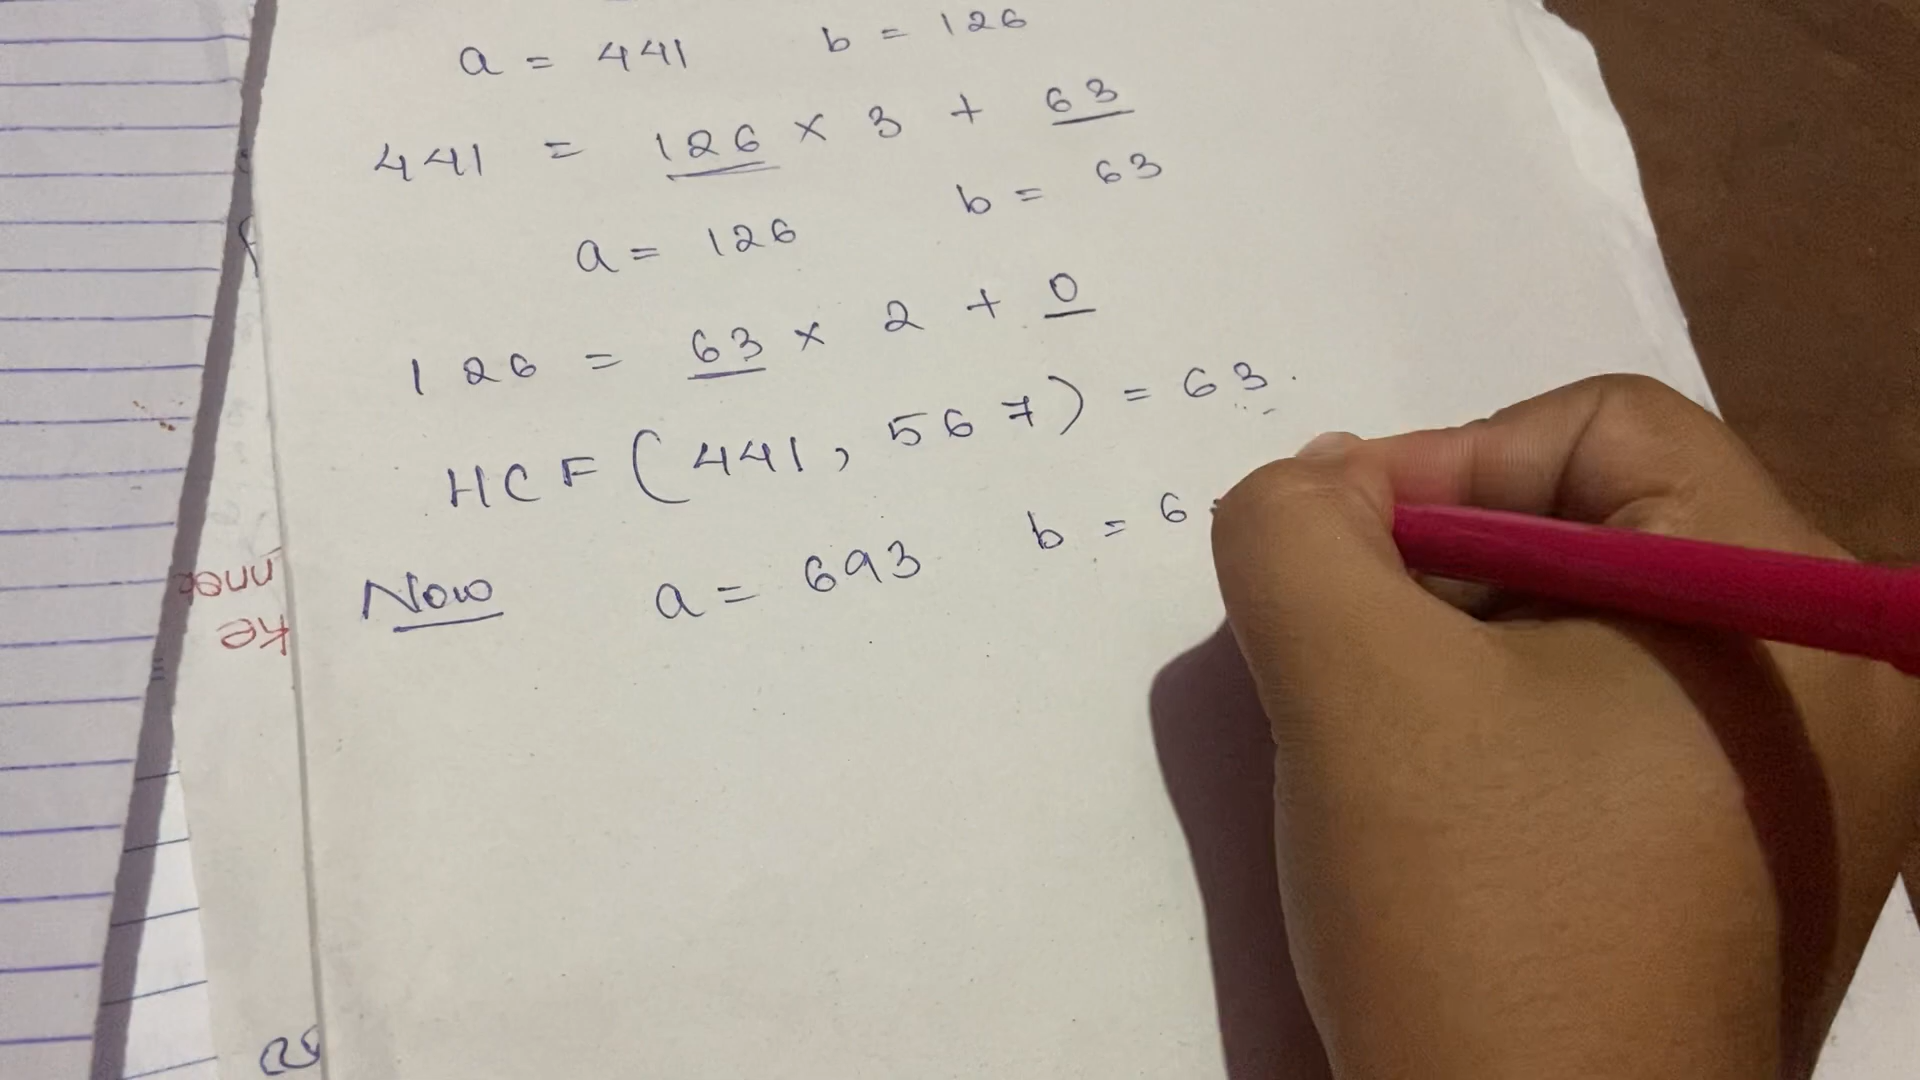 a = 441 b = 126
441 = 126 × 3 + 63
a = 126 b = 63
126 = 63 × 2 + 0
HCF (441, 567) = 63.
Now a = 693 b = 6